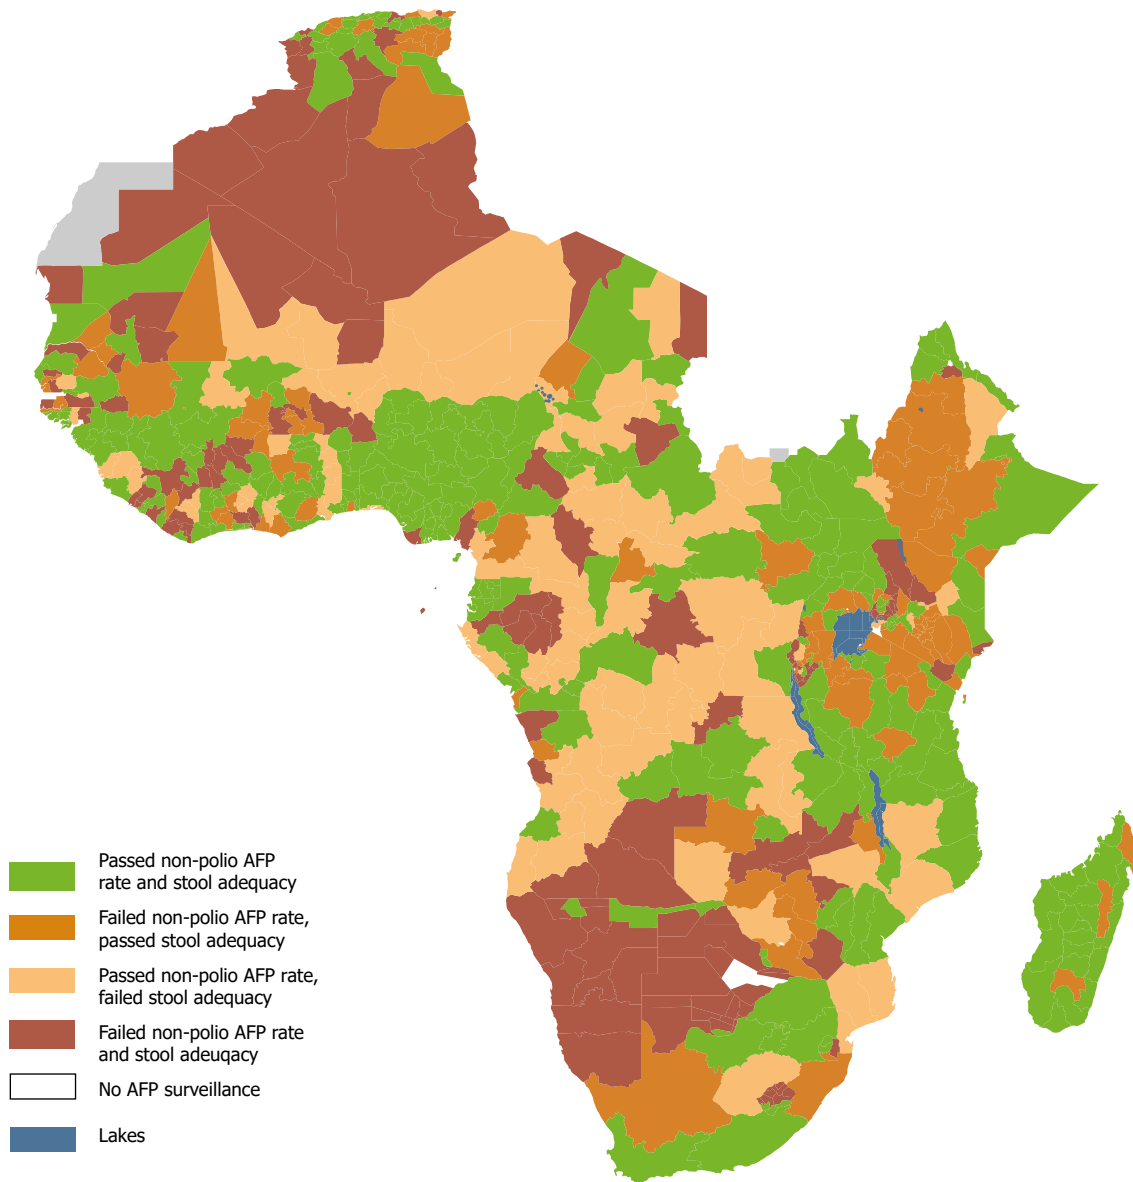 Passed non-polio AFP
rate and stool adequacy
Failed non-polio AFP rate,
passed stool adequacy
Passed non-polio AFP rate,
failed stool adequacy
Failed non-polio AFP rate
and stool adeuqacy
No AFP surveillance
Lakes